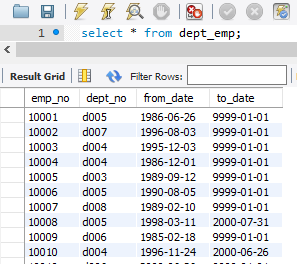 1 select * from dept_emp;
Result Grid Filter Rows:
emp_no dept_no from_date to_date
10001 d005 1986-06-26 9999-01-01
10002 d007 1996-08-03 9999-01-01
10003 d004 1995-12-03 9999-01-01
10004 d004 1986-12-01 9999-01-01
10005 d003 1989-09-12 9999-01-01
10006 d005 1990-08-05 9999-01-01
10007 d008 1989-02-10 9999-01-01
10008 d005 1998-03-11 2000-07-31
10009 d006 1985-02-18 9999-01-01
10010 d004 1996-11-24 2000-06-26